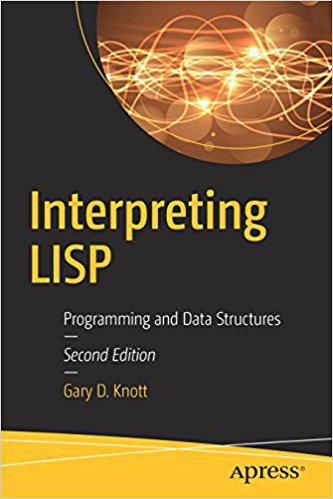 Interpreting
LISP
Programming and Data Structures
Second Edition
Gary D. Knott
Apress®